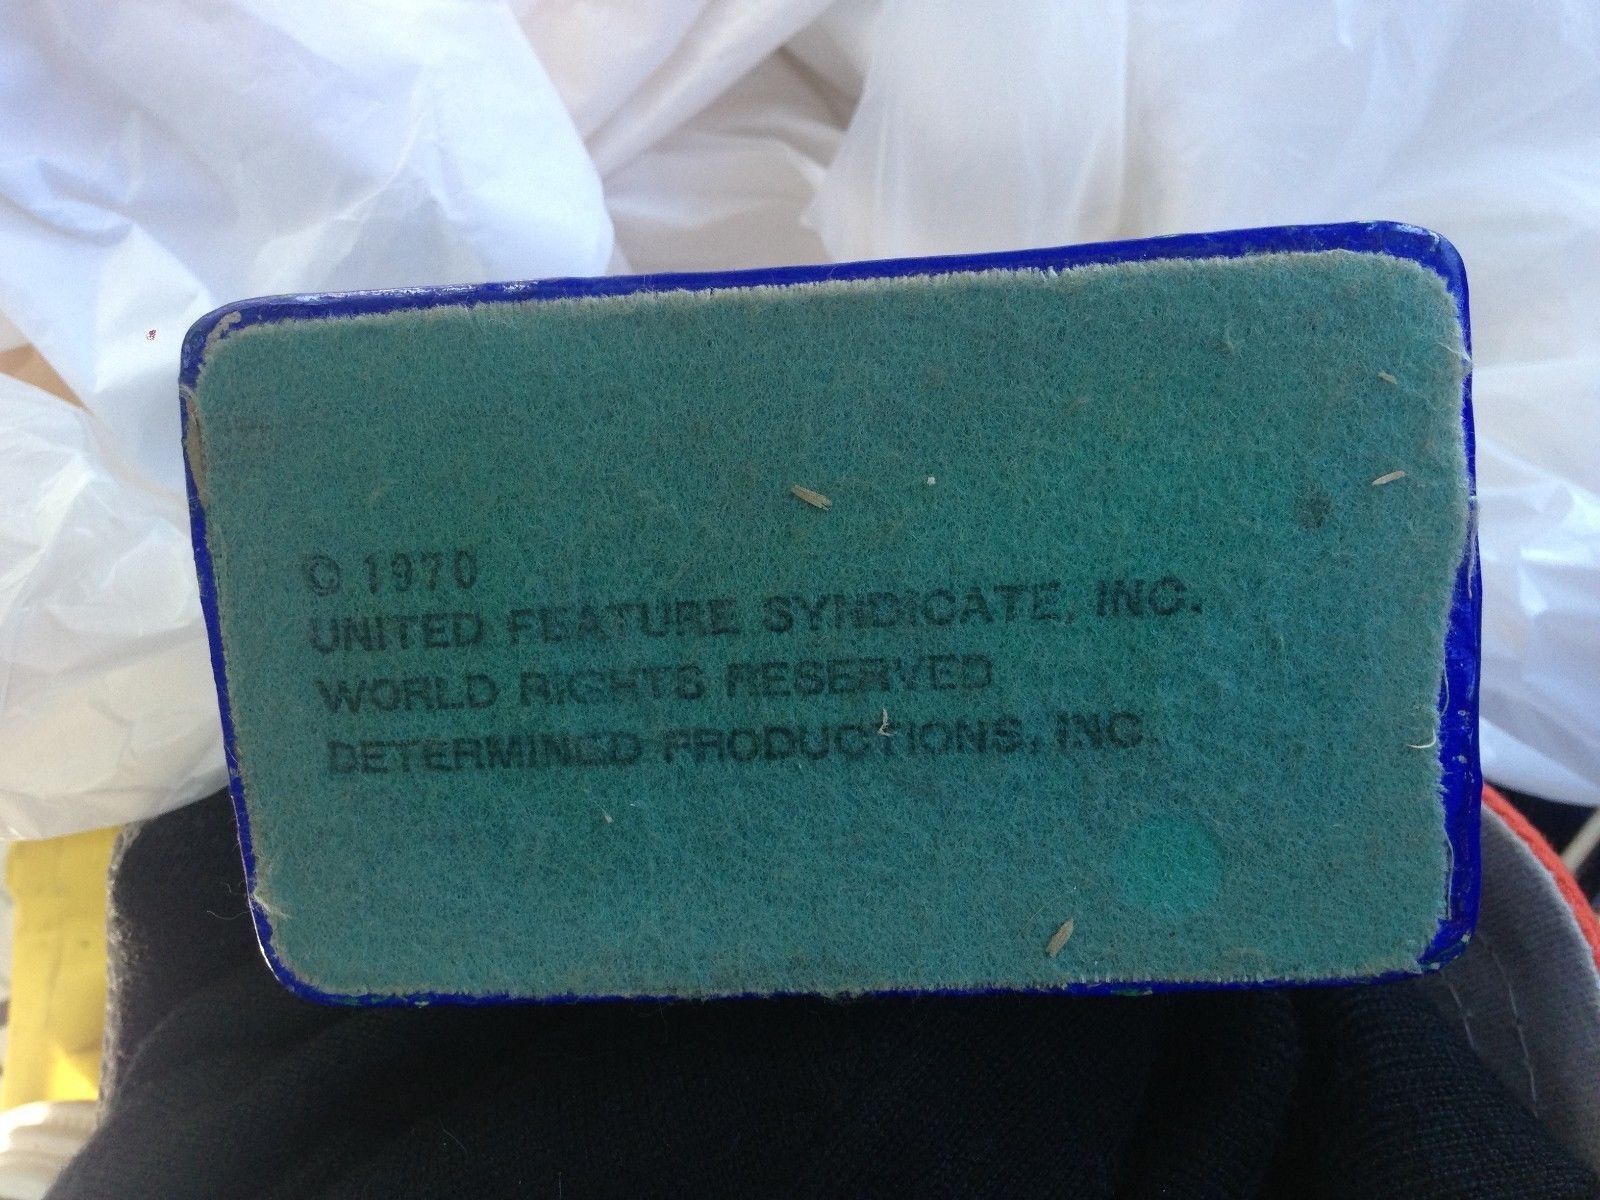 © 1970
UNITED FEATURE SYNDICATE, INC.
WORLD RIGHTS RESERVED
DETERMINED PRODUCTIONS, INC.